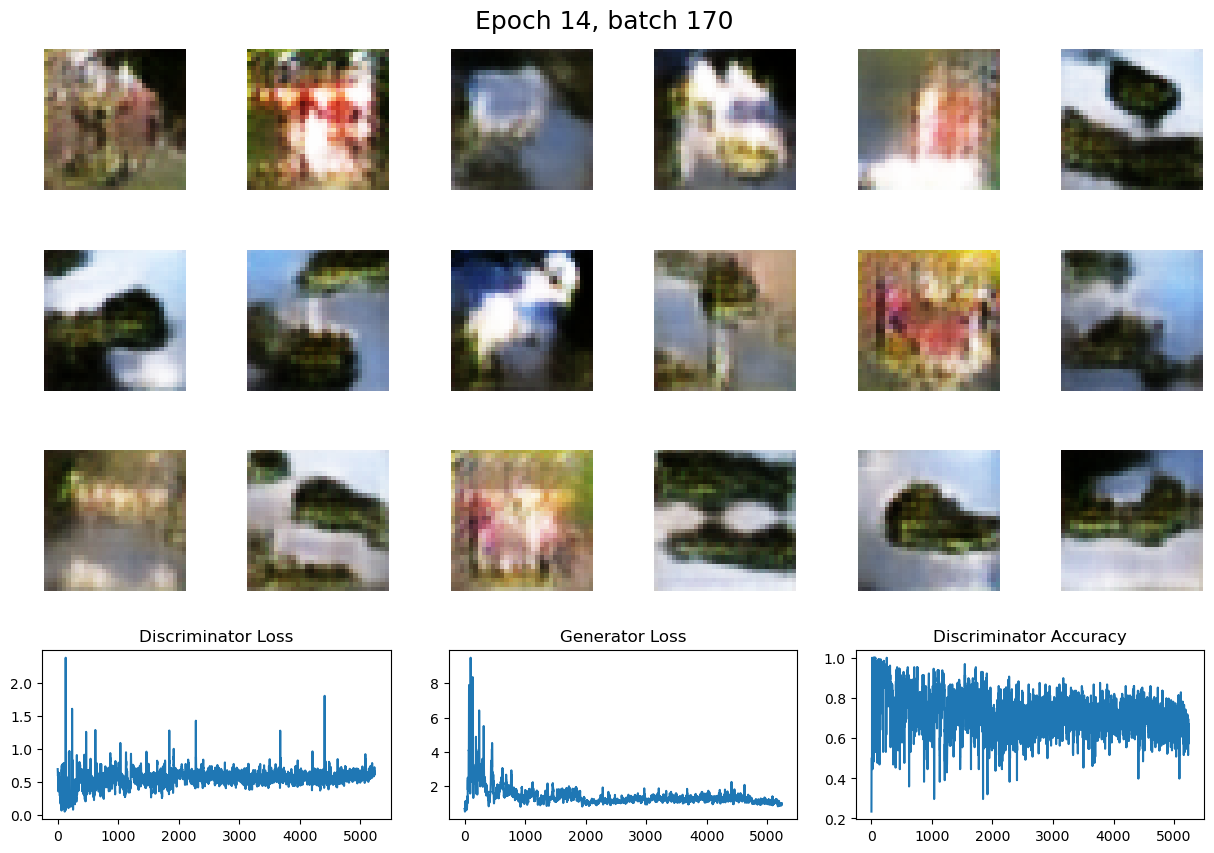 Epoch 14, batch 170
Discriminator Loss
Generator Loss
Discriminator Accuracy
2.0
1.5
1.0
0.5
0.0
0 1000 2000 3000 4000 5000
8
6
4
2
0 1000 2000 3000 4000 5000
1.0
0.8
0.6
0.4
0.2
0 1000 2000 3000 4000 5000